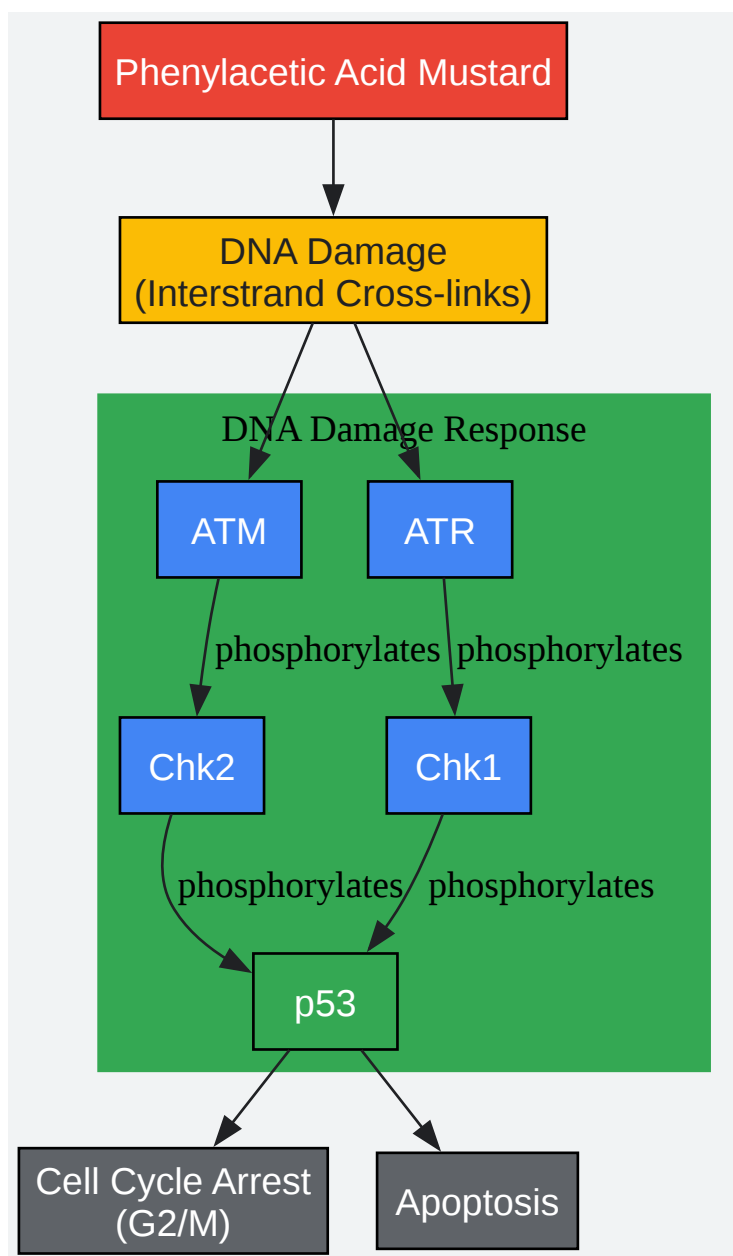 Phenylacetic Acid Mustard
DNA Damage
(Interstrand Cross-links)
DNA Damage Response
ATM
ATR
phosphorylates
phosphorylates
Chk2
Chk1
phosphorylates
phosphorylates
p53
Cell Cycle Arrest
(G2/M)
Apoptosis